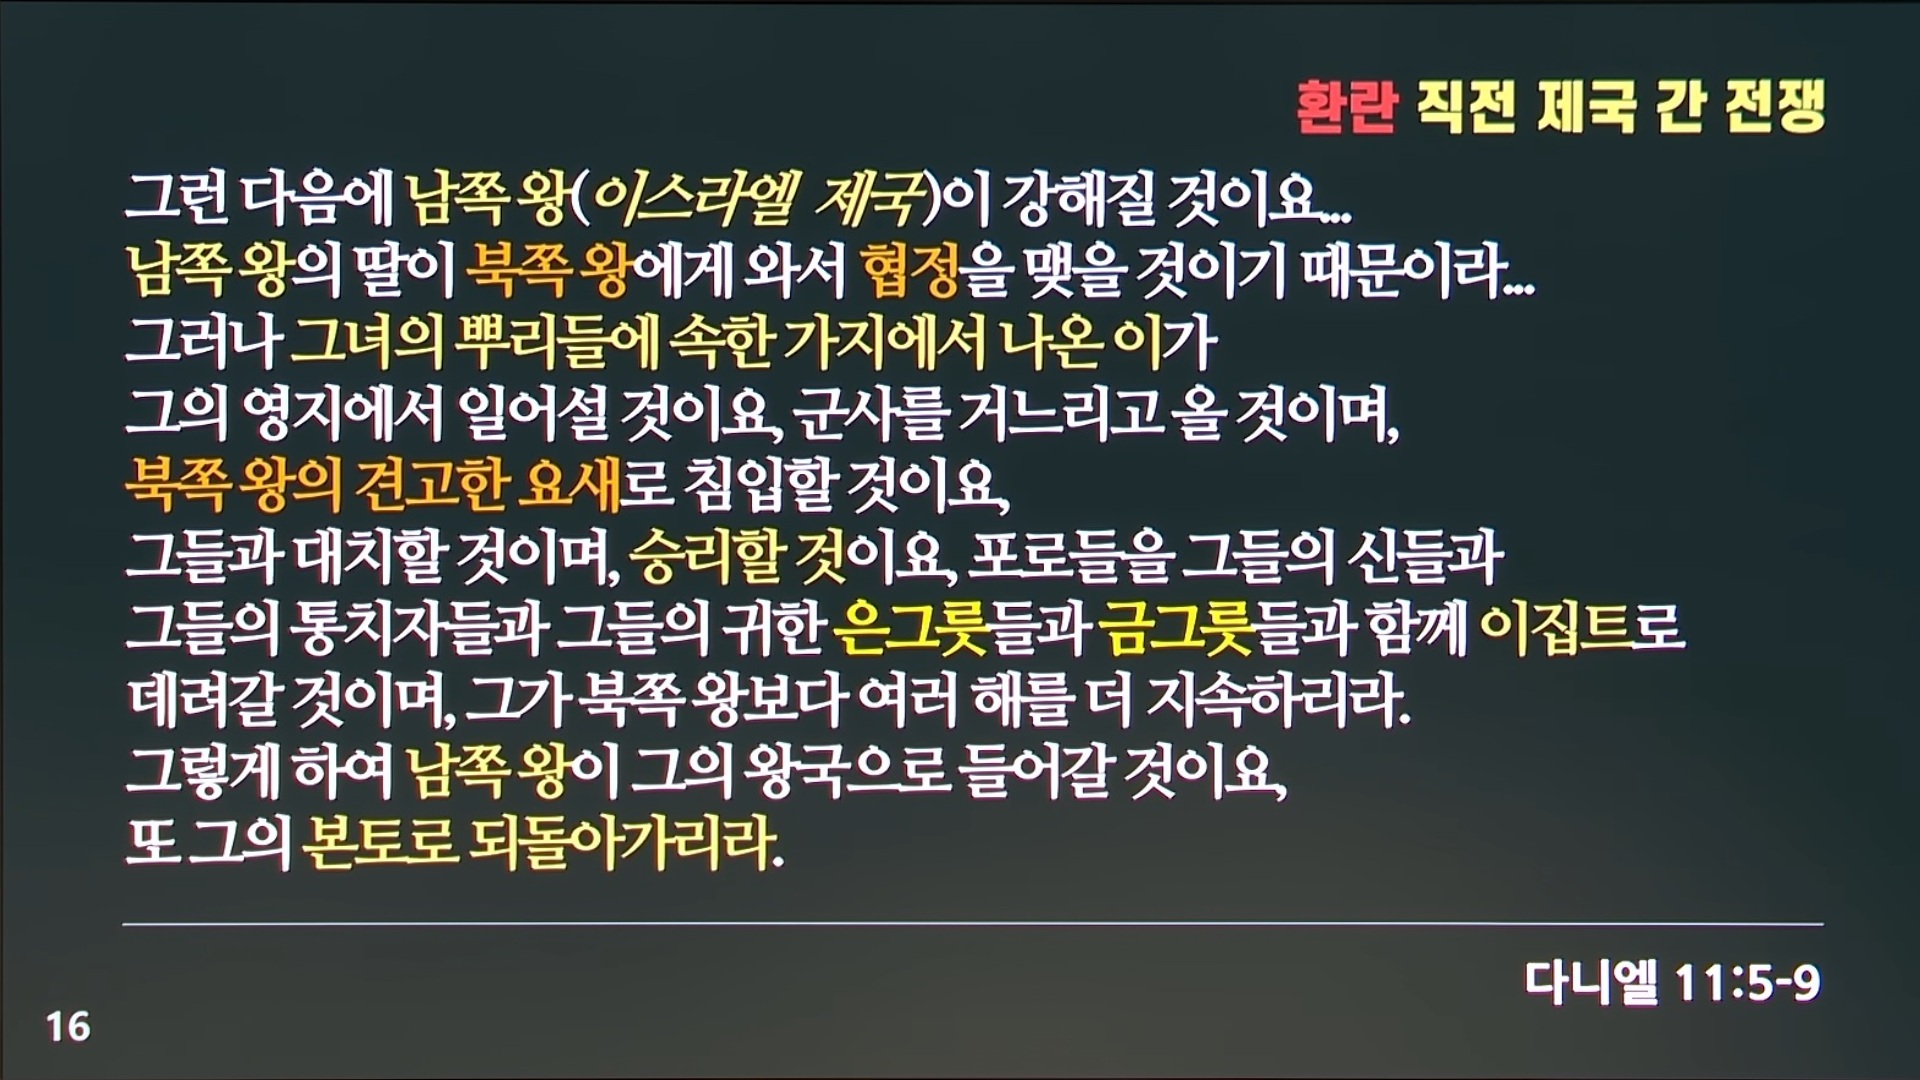 환란 직전 제국 간 전쟁
그런 다음에 남쪽 왕(이스라엘 제국)이 강해질 것이요...
남쪽 왕의 딸이 북쪽 왕에게 와서 협정을 맺을 것이기 때문이라...
그러나 그녀의 뿌리들에 속한 가지에서 나온 이가
그의 영지에서 일어설 것이요, 군사를 거느리고 올 것이며,
북쪽 왕의 견고한 요새로 침입할 것이요,
그들과 대치할 것이며, 승리할 것이요, 포로들을 그들의 신들과
그들의 통치자들과 그들의 귀한 은그릇들과 금그릇들과 함께 이집트로
데려갈 것이며, 그가 북쪽 왕보다 여러 해를 더 지속하리라.
그렇게 하여 남쪽 왕이 그의 왕국으로 들어갈 것이요,
또 그의 본토로 되돌아가리라.
다니엘 11:5-9
16